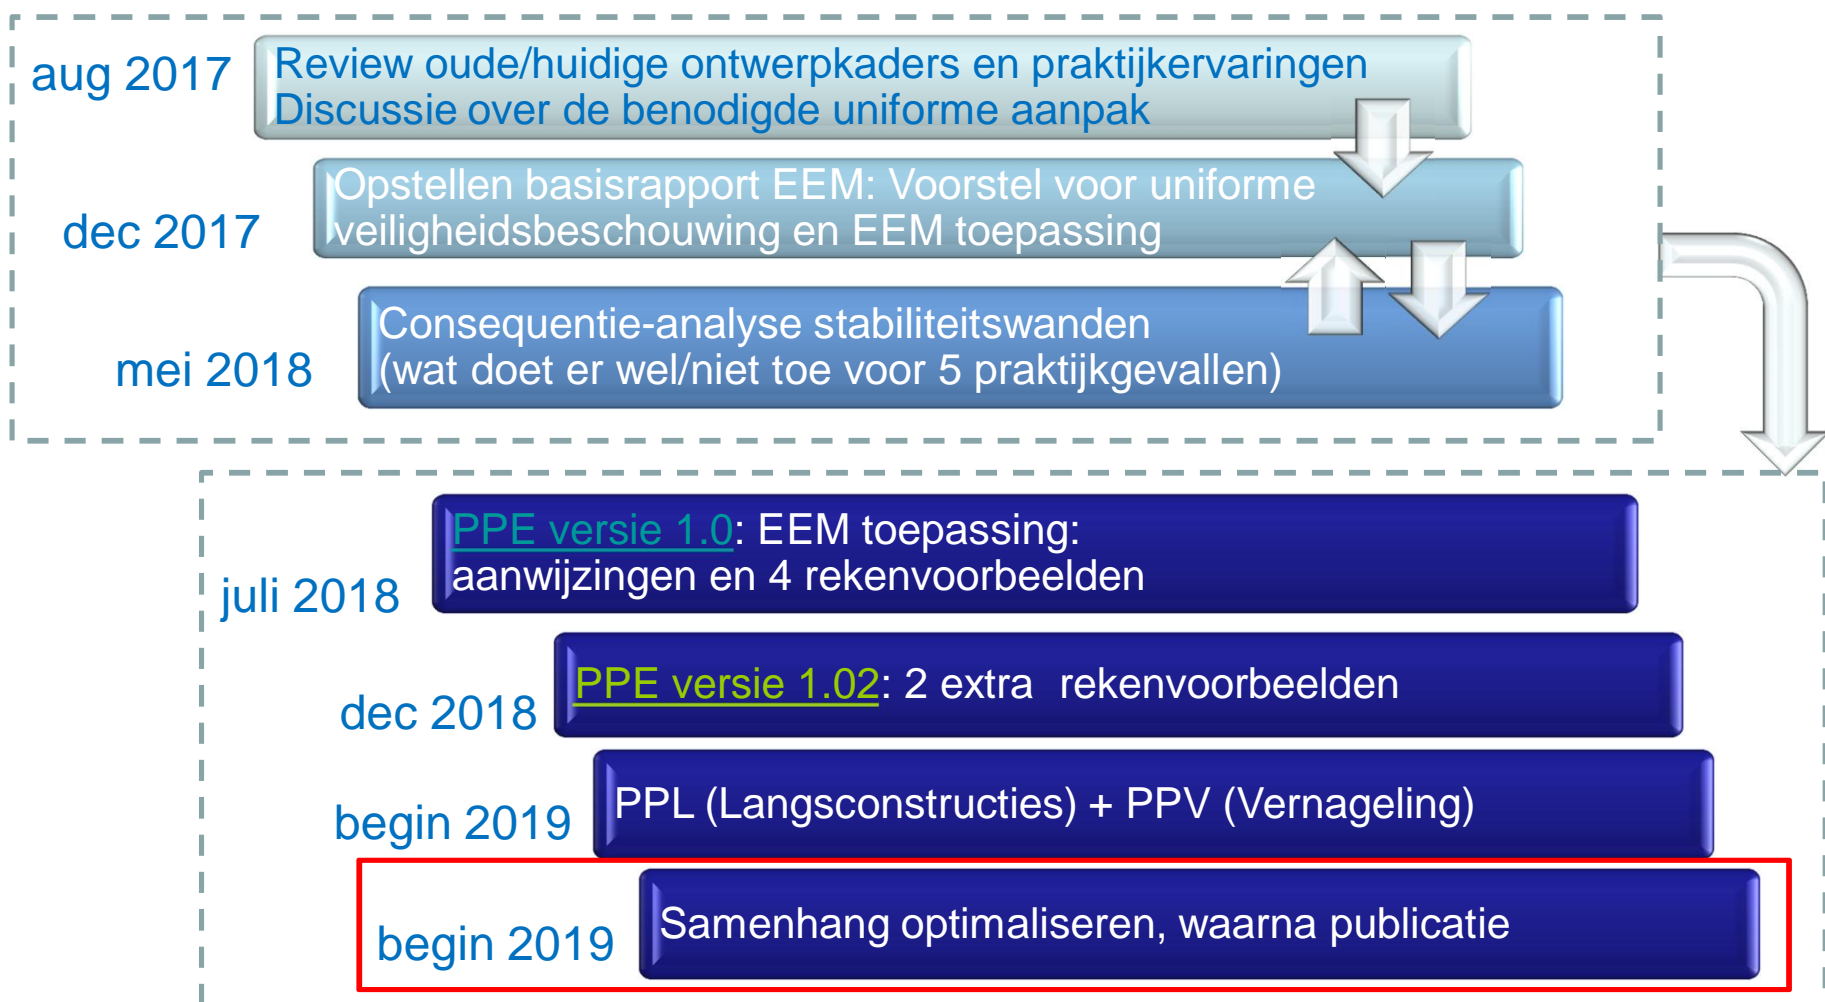 aug 2017
Review oude/huidige ontwerpkaders en praktijkervaringen
Discussie over de benodigde uniforme aanpak
dec 2017
Opstellen basisrapport EEM: Voorstel voor uniforme
veiligheidsbeschouwing en EEM toepassing
mei 2018
Consequentie-analyse stabiliteitswanden
(wat doet er wel/niet toe voor 5 praktijkgevallen)
juli 2018
PPE versie 1.0: EEM toepassing:
aanwijzingen en 4 rekenvoorbeelden
dec 2018
PPE versie 1.02: 2 extra rekenvoorbeelden
begin 2019
PPL (Langsconstructies) + PPV (Vernageling)
begin 2019
Samenhang optimaliseren, waarna publicatie